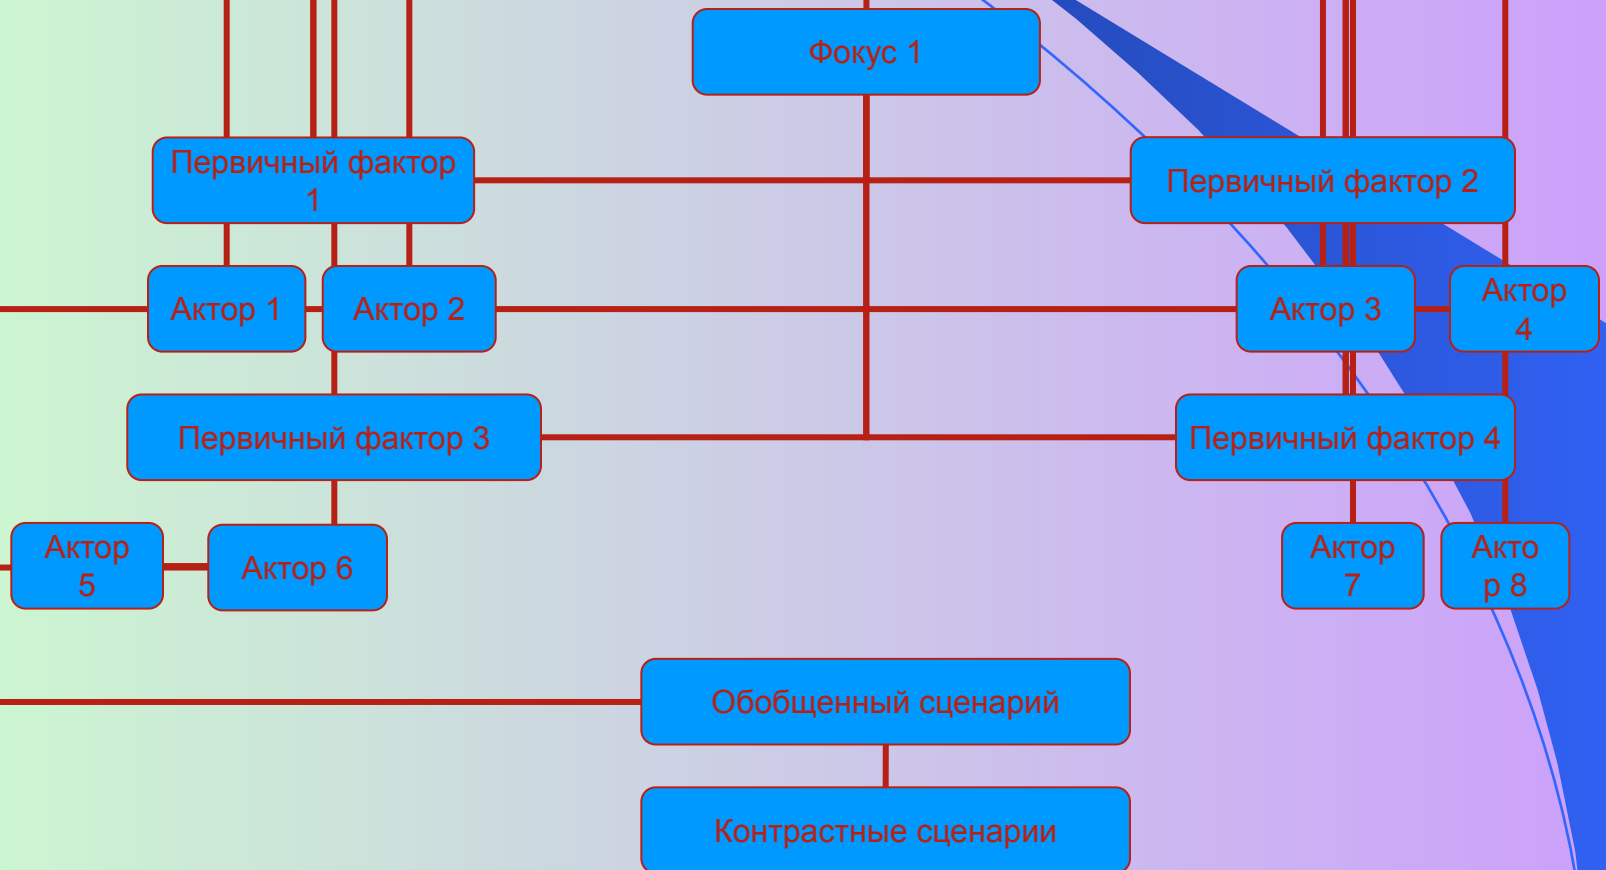 Фокус 1
Первичный фактор
1
Первичный фактор 2
Актор 1
Актор 2
Актор 3
Актор
4
Первичный фактор 3
Первичный фактор 4
Актор
5
Актор 6
Актор
7
Акто
р 8
Обобщенный сценарий
Контрастные сценарии